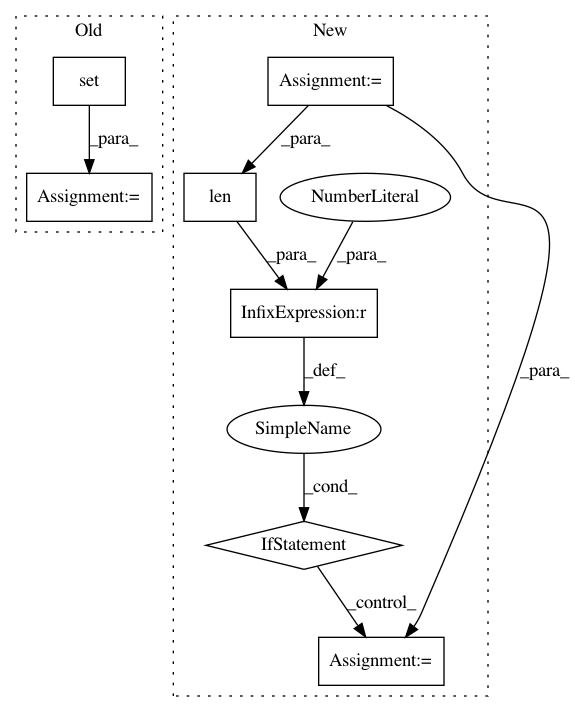 Old
New
set
Assignment:=
_para_
_para_
len
NumberLiteral
Assignment:=
_para_
_para_
InfixExpression:r
_def_
_para_
SimpleName
_cond_
IfStatement
_control_
Assignment:=